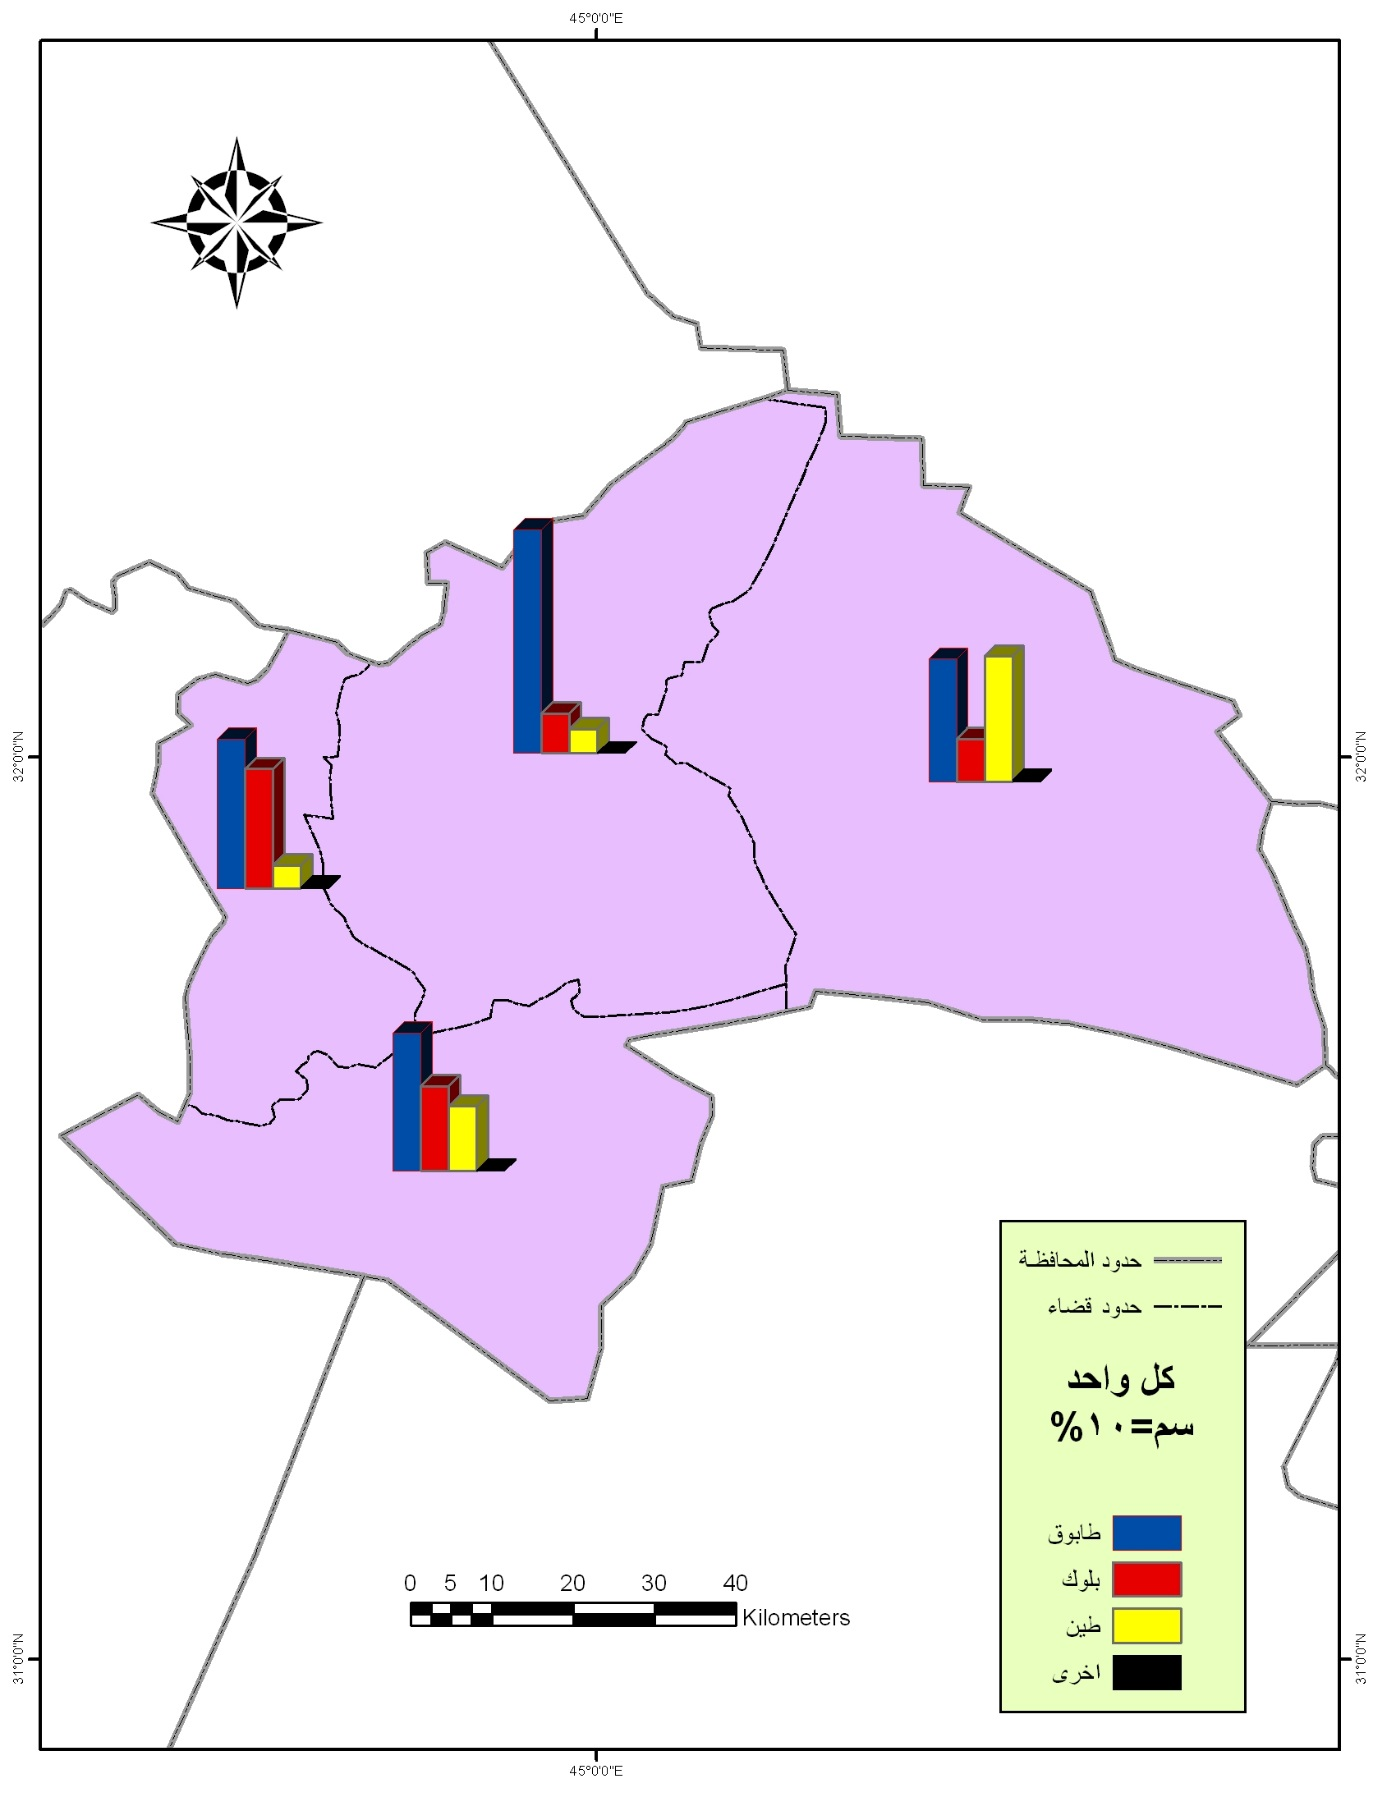 45°0'0"E
32°0'0"N
32°0'0"N
حدود المحافظة
حدود قضاء
كل واحد
سم=١٠%
طابوق
بلوك
طين
اخرى
0 5 10 20 30 40
Kilometers
31°0'0"N
31°0'0"N
45°0'0"E